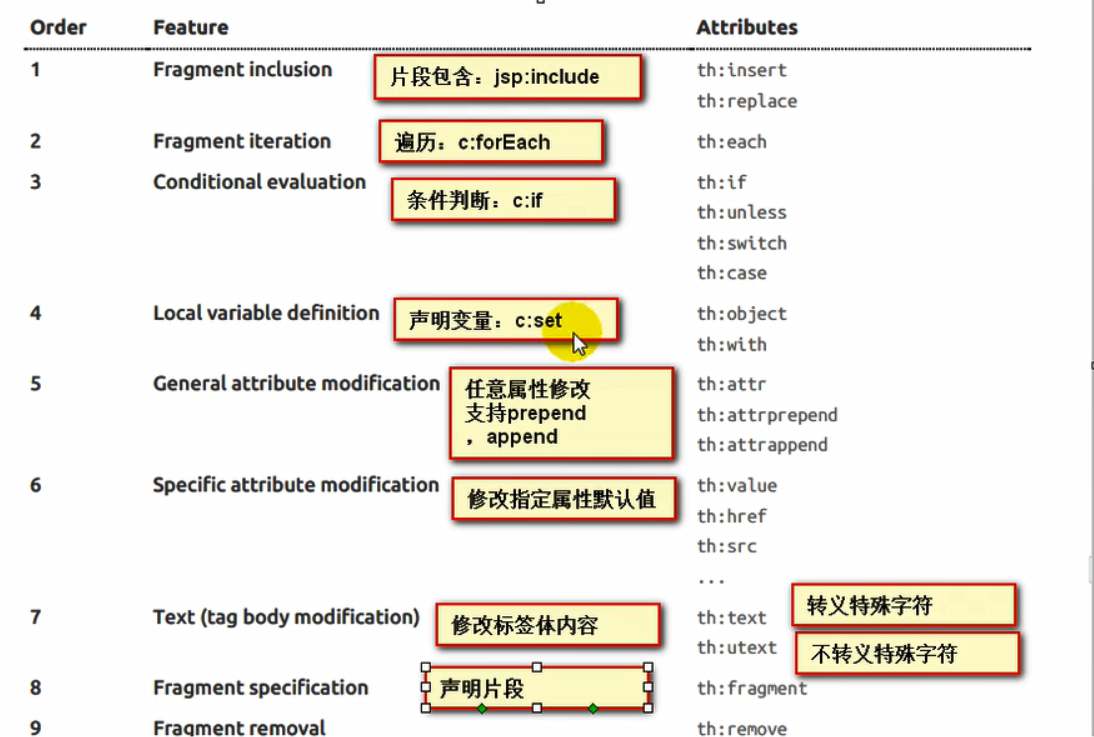 Order Feature Attributes
1 Fragment inclusion 片段包含：jsp:include th:insert
th:replace
2 Fragment iteration 遍历：c:forEach th:each
3 Conditional evaluation 条件判断：c:if th:if
th:unless
th:switch
th:case
4 Local variable definition 声明变量：c:set th:object
th:with
5 General attribute modification 任意属性修改 th:attr
支持prepend th:attrprepend
，append th:attrappend
6 Specific attribute modification 修改指定属性默认值 th:value
th:href
th:src
...
7 Text (tag body modification) 修改标签体内容 th:text 转义特殊字符
th:utext 不转义特殊字符
8 Fragment specification 声明片段 th:fragment
9 Fragment removal th:remove